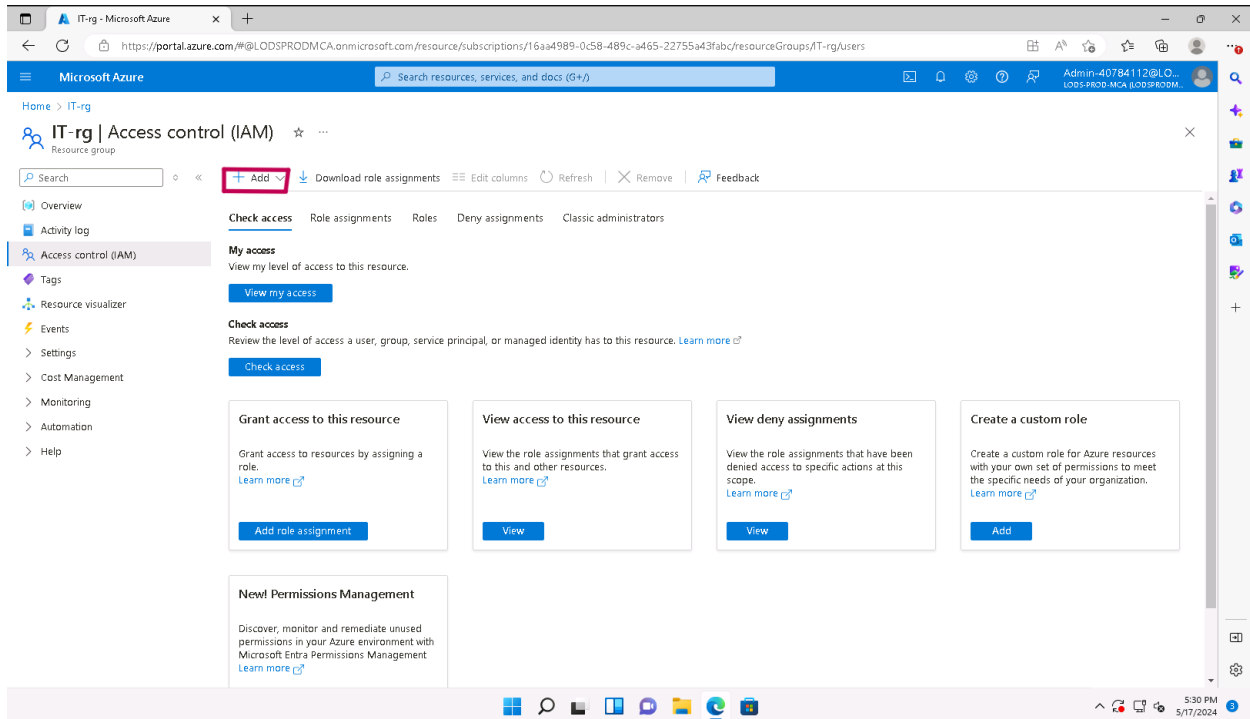 IT-rg - Microsoft Azure
https://portal.azure.com/#@LODSPRODMCA.onmicrosoft.com/resource/subscriptions/16aa4989-0c58-489c-a465-22755a43fabc/resourceGroups/IT-rg/users
Microsoft Azure
Search resources, services, and docs (G+/)
Admin-40784112@LO...
LODS-PROD-MCA (LODSPRODM...
Home > IT-rg
IT-rg | Access control (IAM)
Resource group
Search
Add
Download role assignments
Edit columns
Refresh
Remove
Feedback
Overview
Activity log
Access control (IAM)
Tags
Resource visualizer
Events
Settings
Cost Management
Monitoring
Automation
Help
Check access
Role assignments
Roles
Deny assignments
Classic administrators
My access
View my level of access to this resource.
View my access
Check access
Review the level of access a user, group, service principal, or managed identity has to this resource. Learn more
Check access
Grant access to this resource
Grant access to resources by assigning a
role.
Learn more
Add role assignment
View access to this resource
View the role assignments that grant access
to this and other resources.
Learn more
View
View deny assignments
View the role assignments that have been
denied access to specific actions at this
scope.
Learn more
View
Create a custom role
Create a custom role for Azure resources
with your own set of permissions to meet
the specific needs of your organization.
Learn more
Add
New! Permissions Management
Discover, monitor and remediate unused
permissions in your Azure environment with
Microsoft Entra Permissions Management
Learn more
5:30 PM
5/17/2024
3